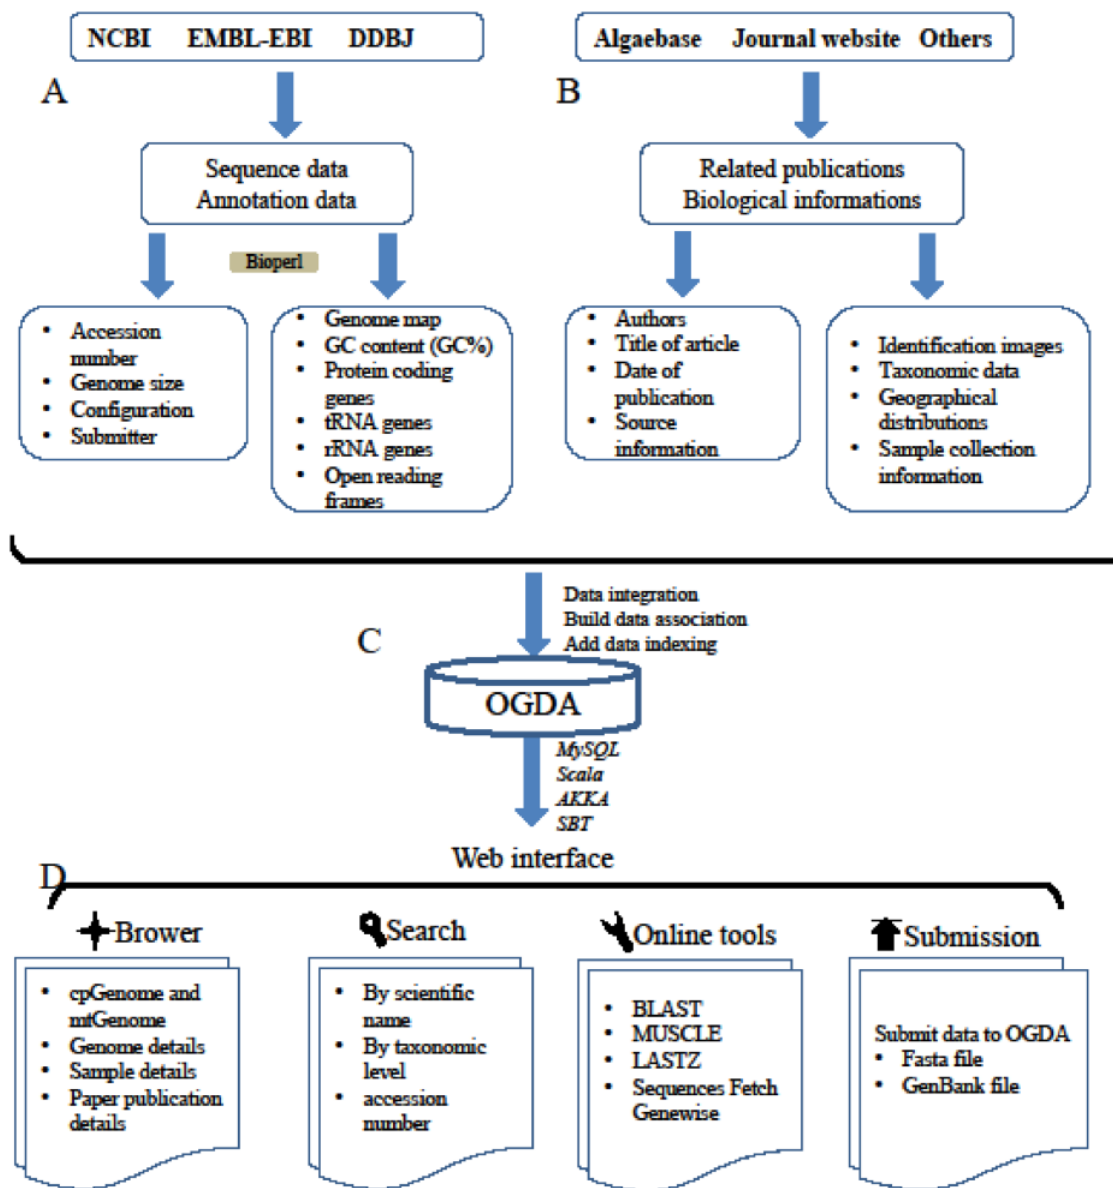 NCBI EMBL-EBI DDBJ
Algaebase Journal website Others
A
B
Sequence data
Annotation data
Related publications
Biological informations
Bioperl
• Accession
number
• Genome size
• Configuration
• Submitter
• Genome map
• GC content (GC%)
• Protein coding
genes
• tRNA genes
• rRNA genes
• Open reading
frames
• Authors
• Title of article
• Date of
publication
• Source
information
• Identification images
• Taxonomic data
• Geographical
distributions
• Sample collection
information
Data integration
Build data association
Add data indexing
C
OGDA
MySQL
Scala
AKKA
SBT
Web interface
D
Brower
• cpGenome and
mtGenome
• Genome details
• Sample details
• Paper publication
details
Search
• By scientific
name
• By taxonomic
level
• accession
number
Online tools
• BLAST
• MUSCLE
• LASTZ
• Sequences Fetch
Genewise
Submission
Submit data to OGDA
• Fasta file
• GenBank file